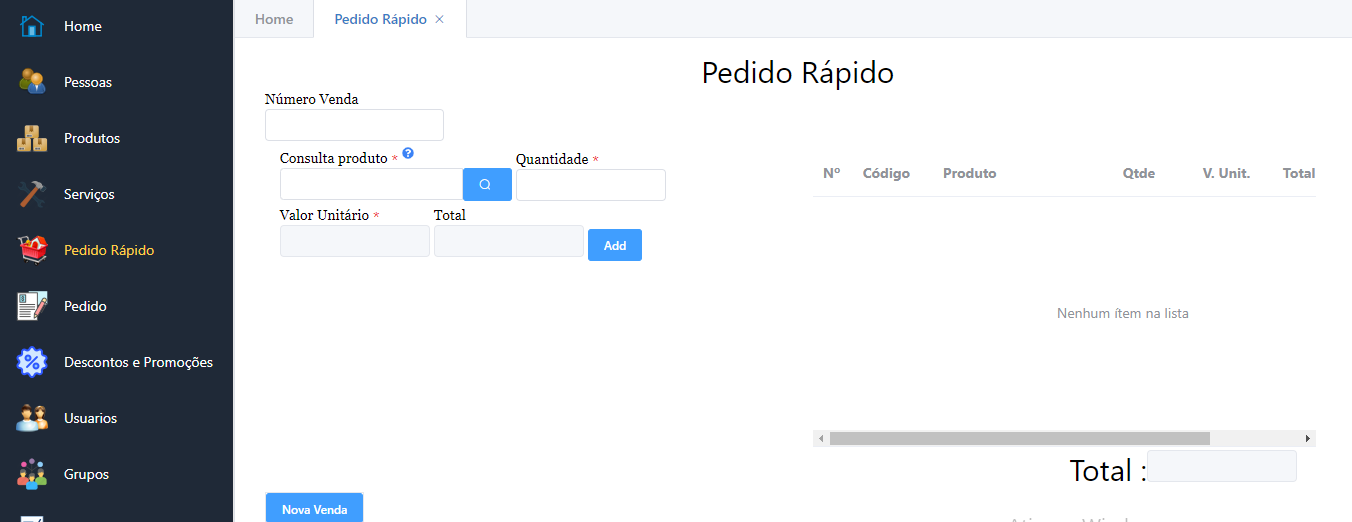 Home
Pessoas
Produtos
Serviços
Pedido Rápido
Pedido
Descontos e Promoções
Usuarios
Grupos
Home
Pedido Rápido
Pedido Rápido
Número Venda
Consulta produto * ?
Quantidade *
Valor Unitário *
Total
Add
Nº Código Produto Qtde V. Unit. Total
Nenhum ítem na lista
Total :
Nova Venda